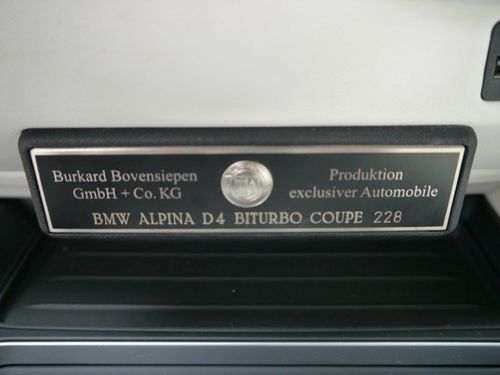 Burkard Bovensiepen
GmbH + Co. KG
Produktion
exclusiver Automobile
BMW ALPINA D4 BITURBO COUPE 228